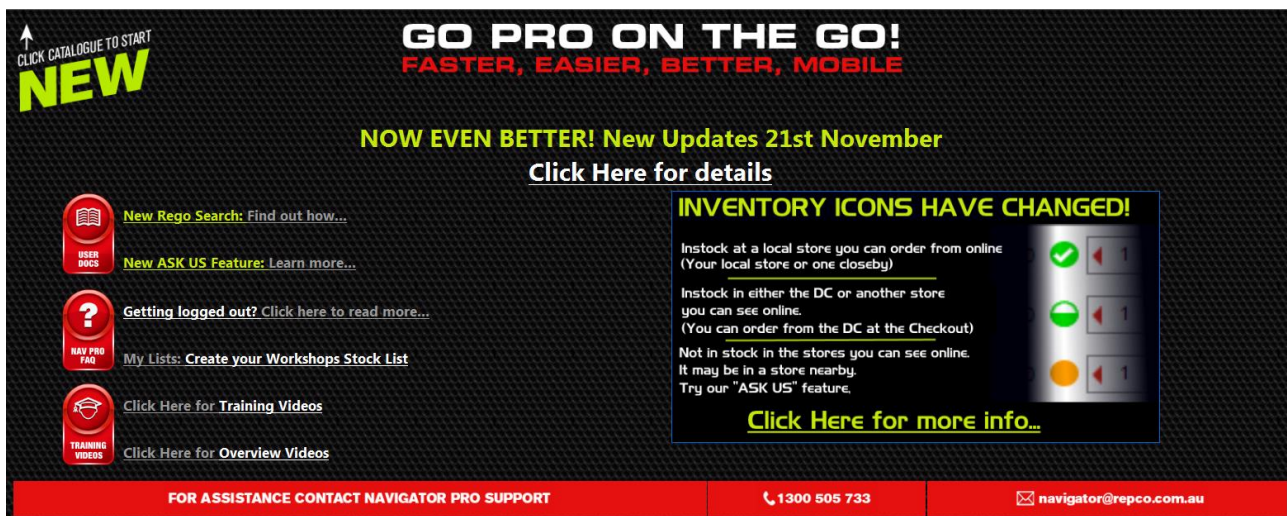 CLICK CATALOGUE TO START
NEW
GO PRO ON THE GO!
FASTER, EASIER, BETTER, MOBILE
NOW EVEN BETTER! New Updates 21st November
Click Here for details
USER
DOCS
New Rego Search: Find out how...
New ASK US Feature: Learn more...
NAV PRO
FAQ
Getting logged out? Click here to read more...
My Lists: Create your Workshops Stock List
TRAINING
VIDEOS
Click Here for Training Videos
Click Here for Overview Videos
INVENTORY ICONS HAVE CHANGED!
Instock at a local store you can order from online
(Your local store or one closeby)
1
Instock in either the DC or another store
you can see online.
(You can order from the DC at the Checkout)
1
Not in stock in the stores you can see online.
It may be in a store nearby.
Try our "ASK US" feature.
1
Click Here for more info...
FOR ASSISTANCE CONTACT NAVIGATOR PRO SUPPORT
1300 505 733
navigator@repco.com.au